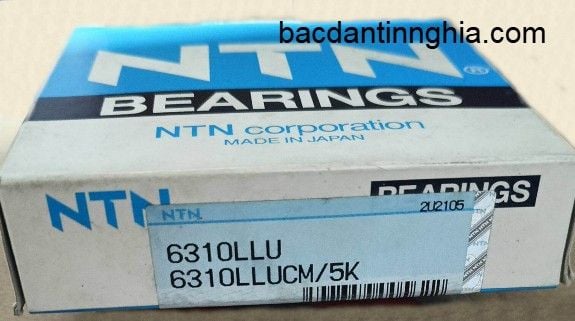 bacdantinnghia.com
NTN®
BEARINGS
NTN corporation
MADE IN JAPAN
NTN BEARINGS
NTN 2U2105
6310LLU
6310LLUCM/5K